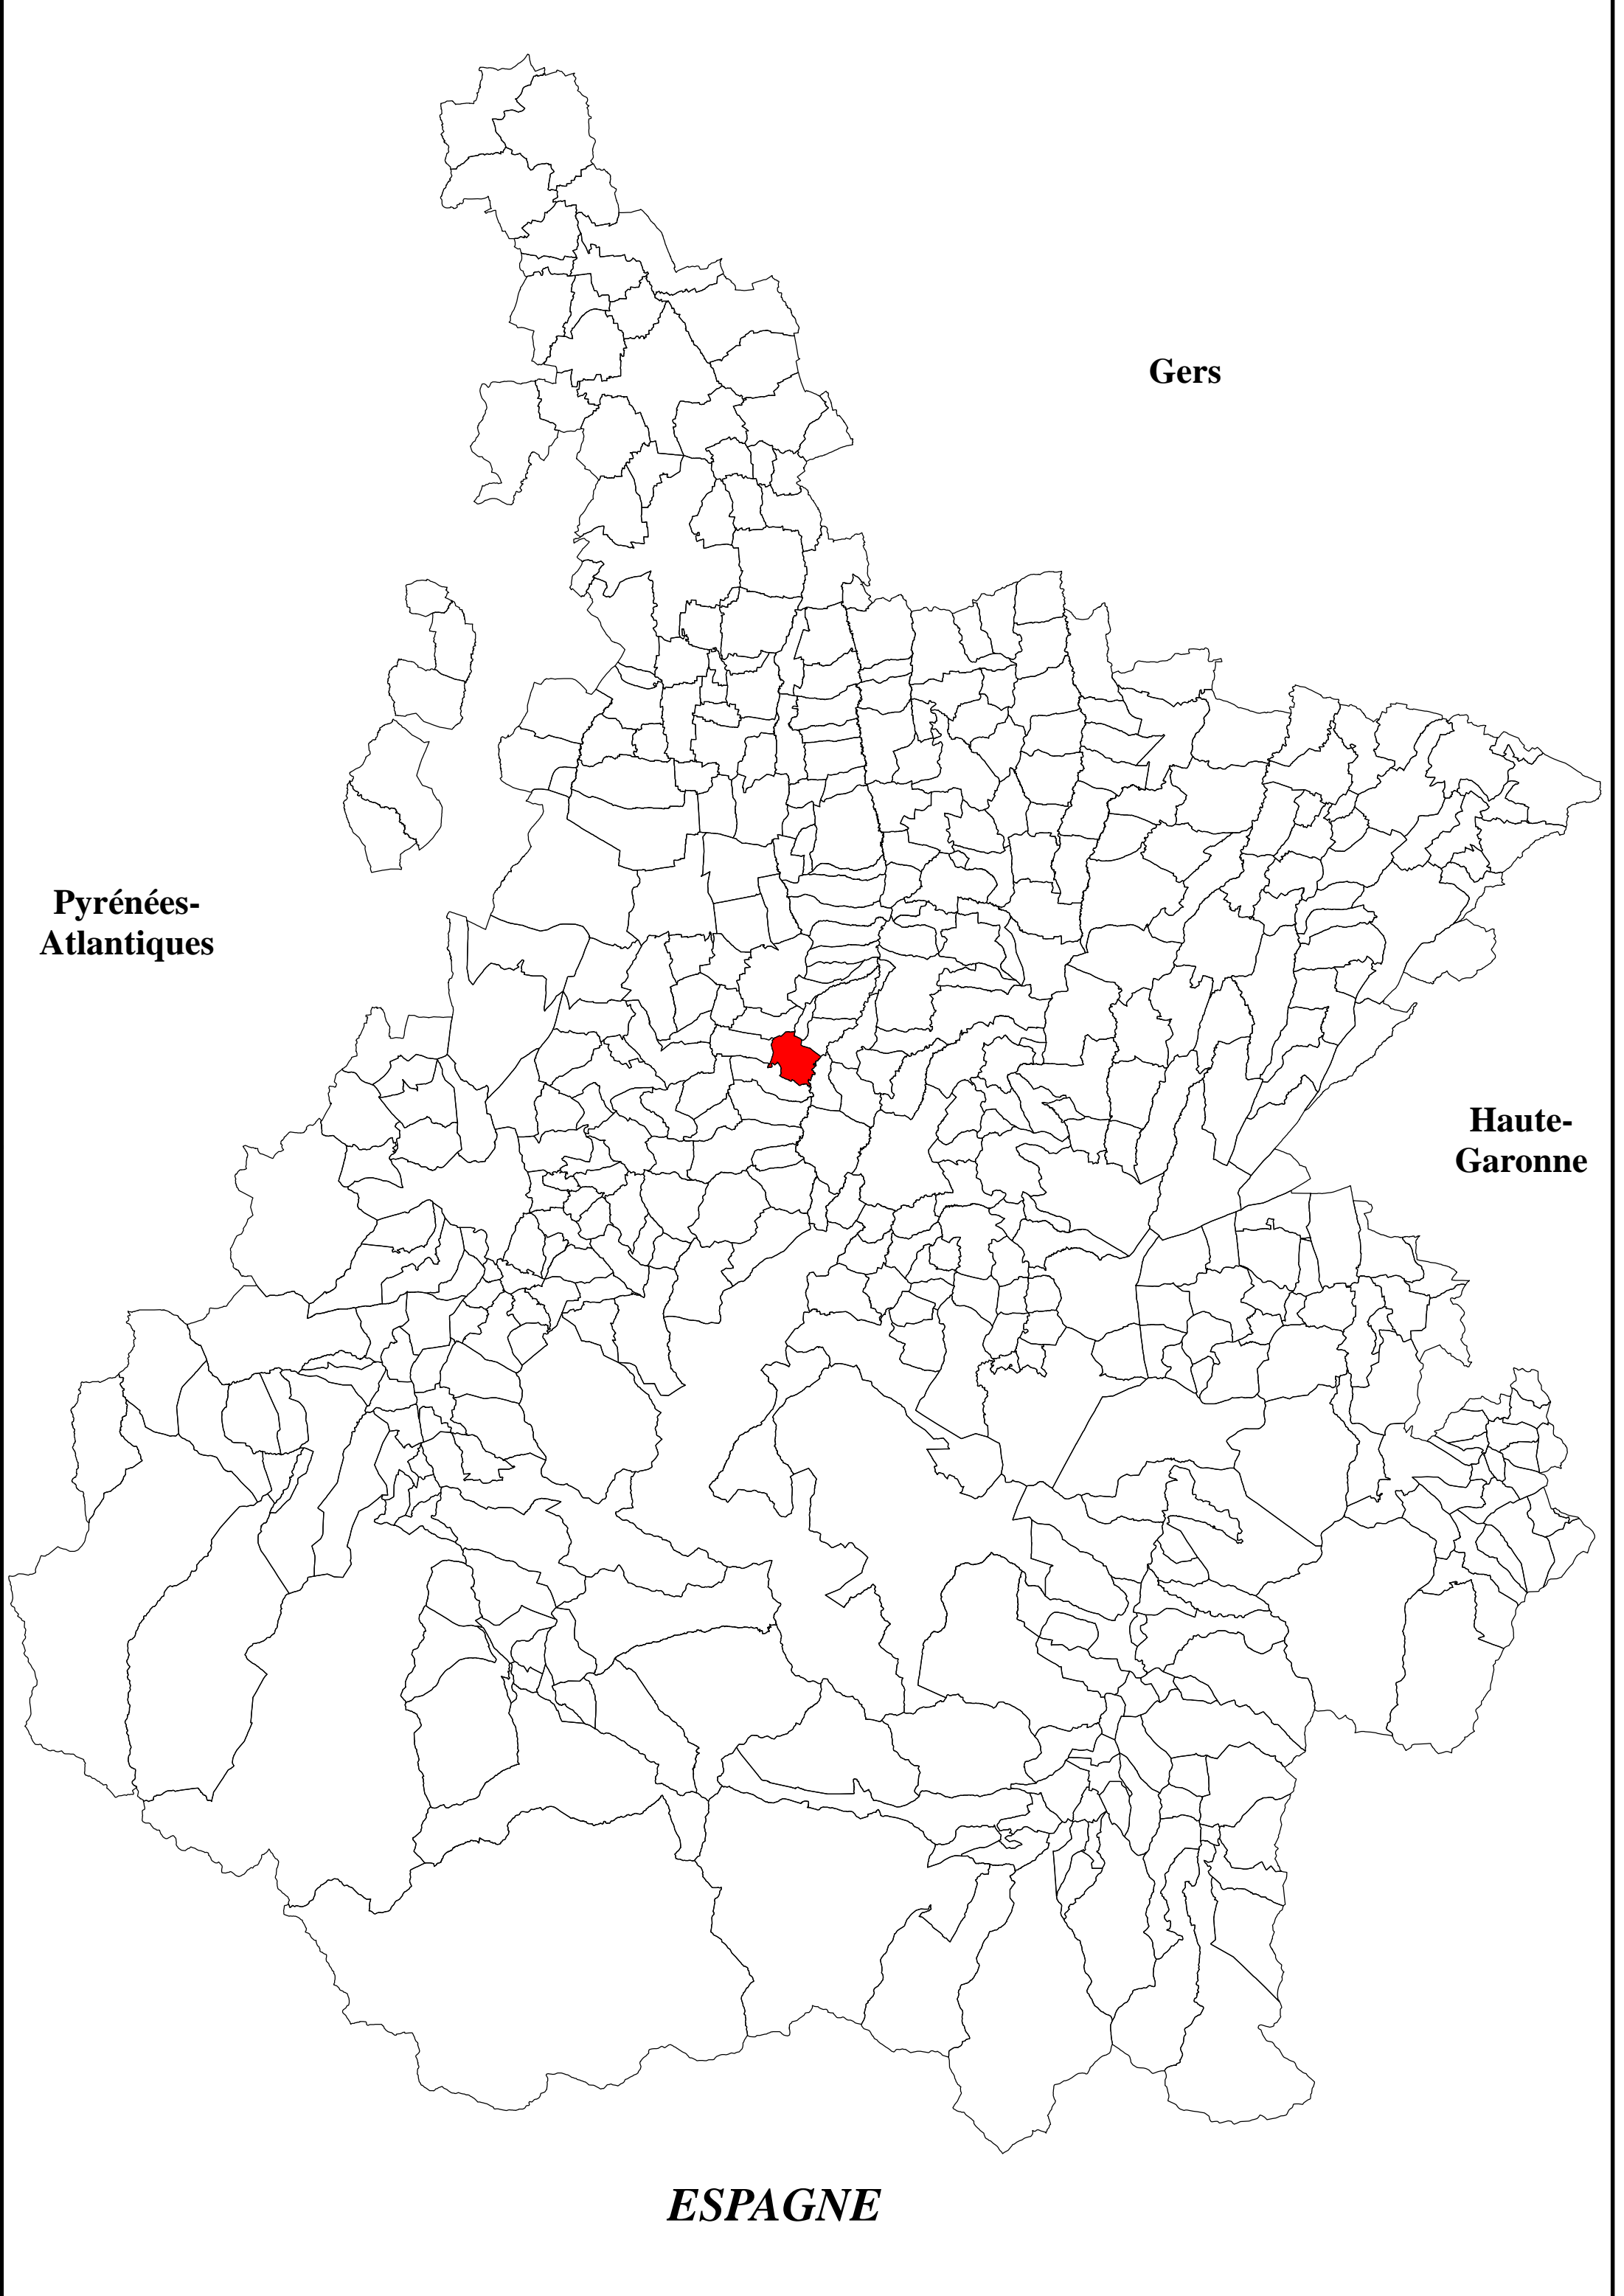 Gers
Pyrénées-
Atlantiques
Haute-
Garonne
ESPAGNE